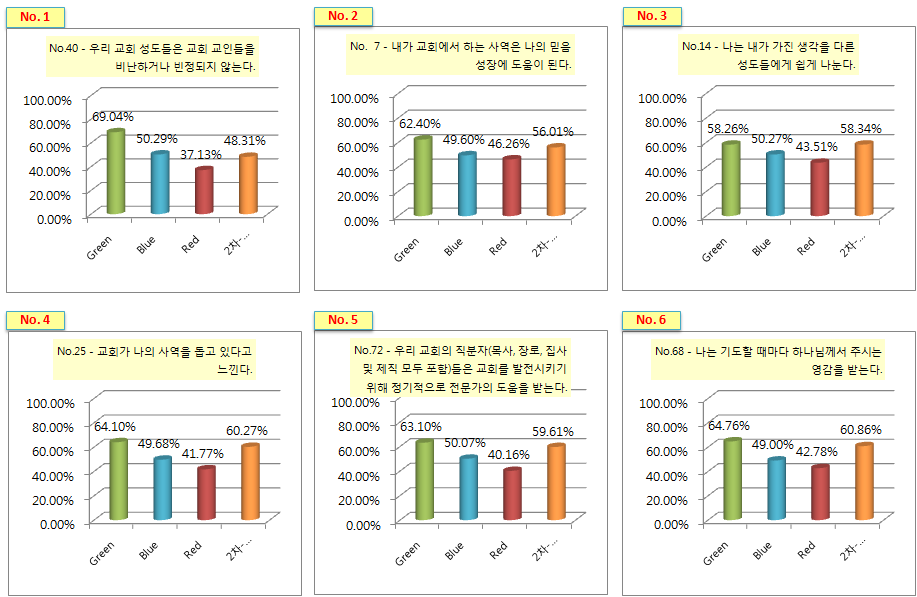 No. 1
No.40 - 우리 교회 성도들은 교회 교인들을
비난하거나 빈정되지 않는다.
100.00%
80.00%
60.00%
40.00%
20.00%
0.00%
69.04%
50.29%
37.13%
48.31%
Green
Blue
Red
2차-...
No. 2
No. 7 - 내가 교회에서 하는 사역은 나의 믿음
성장에 도움이 된다.
100.00%
80.00%
60.00%
40.00%
20.00%
0.00%
62.40%
49.60%
46.26%
56.01%
Green
Blue
Red
2차-...
No. 3
No.14 - 나는 내가 가진 생각을 다른
성도들에게 쉽게 나눈다.
100.00%
80.00%
60.00%
40.00%
20.00%
0.00%
58.26%
50.27%
43.51%
58.34%
Green
Blue
Red
2차-...
No. 4
No.25 - 교회가 나의 사역을 돕고 있다고
느낀다.
100.00%
80.00%
60.00%
40.00%
20.00%
0.00%
64.10%
49.68%
41.77%
60.27%
Green
Blue
Red
2차-...
No. 5
No.72 - 우리 교회의 직분자(목사, 장로, 집사
및 제직 모두 포함)들은 교회를 발전시키기
위해 정기적으로 전문가의 도움을 받는다.
100.00%
80.00%
60.00%
40.00%
20.00%
0.00%
63.10%
50.07%
40.16%
59.61%
Green
Blue
Red
2차-...
No. 6
No.68 - 나는 기도할 때마다 하나님께서 주시는
영감을 받는다.
100.00%
80.00%
60.00%
40.00%
20.00%
0.00%
64.76%
49.00%
42.78%
60.86%
Green
Blue
Red
2차-...